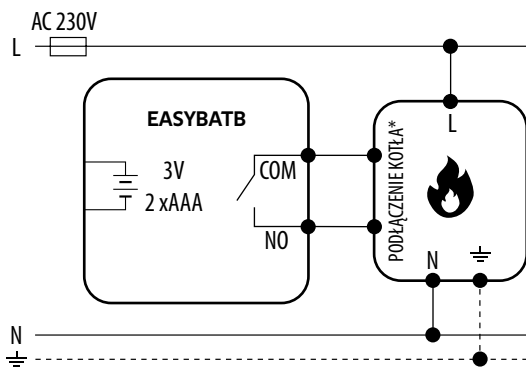 AC 230V
L
EASYBATB
3V
2 xAAA
COM
NO
PODŁĄCZENIE KOTŁA*
L
N
N